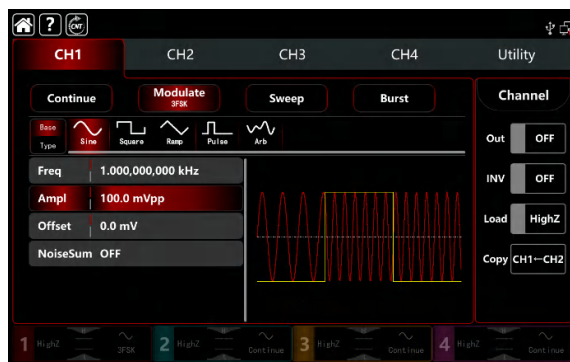 ? CNT
CH1 CH2 CH3 CH4 Utility
Continue Modulate Sweep Burst
3FSK
Channel
Base
Type
Sine Square Ramp Pulse Arb
Out OFF
Freq 1.000,000,000 kHz
INV OFF
Ampl 100.0 mVpp
Load HighZ
Offset 0.0 mV
NoiseSum OFF
Copy CH1←CH2
1 HighZ 3FSK 2 HighZ Continue 3 HighZ Continue 4 HighZ Continue